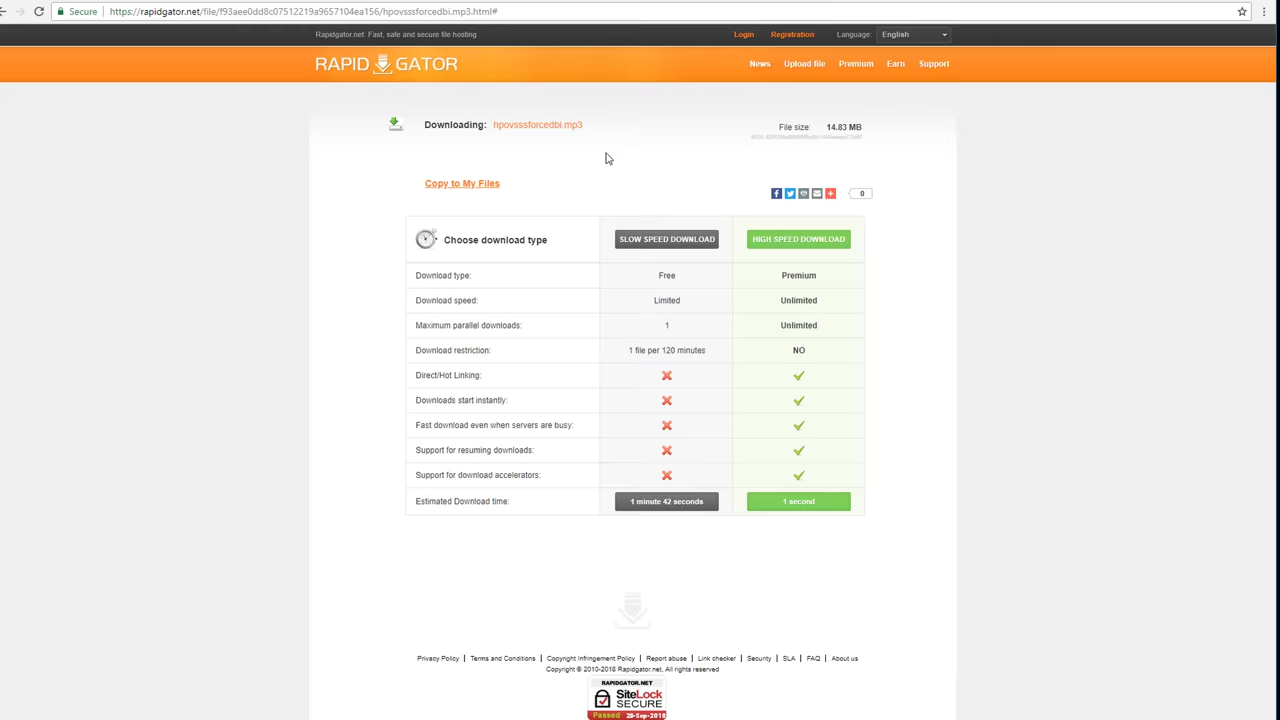 https://rapidgator.net/file/f93aee0dd8c07512219a9657104ea156/hpovsssforcedbi.mp3.html#
Secure
Rapidgator.net: Fast, safe and secure file hosting
Login
Registration
Language:
English
RAPID GATOR
News
Upload file
Premium
Earn
Support
Downloading: hpovsssforcedbi.mp3
File size: 14.83 MB
Copy to My Files
0
Choose download type
SLOW SPEED DOWNLOAD
HIGH SPEED DOWNLOAD
Download type: Free Premium
Download speed: Limited Unlimited
Maximum parallel downloads: 1 Unlimited
Download restriction: 1 file per 120 minutes NO
Direct/Hot Linking:
Downloads start instantly:
Fast download even when servers are busy:
Support for resuming downloads:
Support for download accelerators:
Estimated Download time: 1 minute 42 seconds 1 second
Privacy Policy | Terms and Conditions | Copyright Infringement Policy | Report abuse | Link checker | Security | SLA | FAQ | About us
Copyright © 2010-2018 Rapidgator.net. All rights reserved
RAPIDGATOR.NET
SiteLock
SECURE
Passed 28-Sep-2018